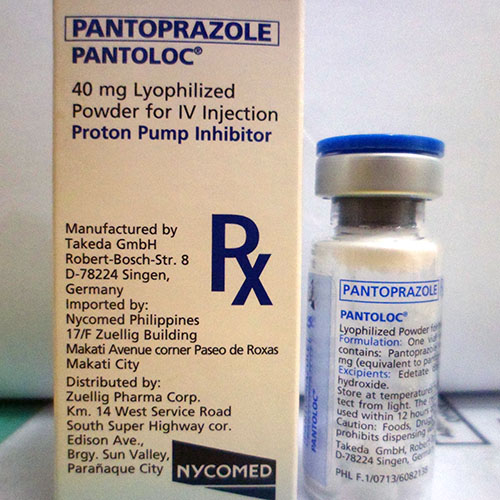 PANTOPRAZOLE
PANTOLOC®
40 mg Lyophilized
Powder for IV Injection
Proton Pump Inhibitor
Manufactured by
Takeda GmbH
Robert-Bosch-Str. 8
D-78224 Singen,
Germany
Imported by:
Nycomed Philippines
17/F Zuellig Building
Makati Avenue corner Paseo de Roxas
Makati City
Distributed by:
Zuellig Pharma Corp.
Km. 14 West Service Road
South Super Highway cor.
Edison Ave.,
Brgy. Sun Valley,
Parañaque City
Rx
NYCOMED
PANTOPRAZOLE
PANTOLOC®
Lyophilized Powder
Formulation: One
contains: Pantopraz
mg (equivalent to pan
Excipients: Edetate
hydroxide.
Store at temperature
tect from light. The
used within 12 hours
Caution: Foods, Dru
prohibits dispensing
Takeda GmbH, Rob
D-78224 Singen, Ger
PHL F.1/0713/6082138